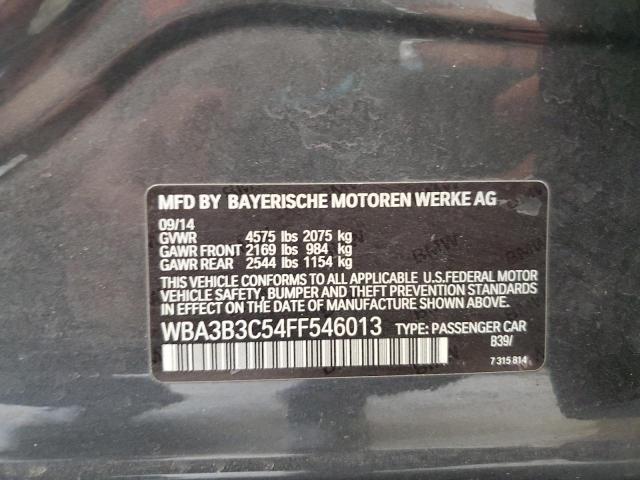 MFD BY BAYERISCHE MOTOREN WERKE AG
09/14
GVWR 4575 lbs 2075 kg
GAWR FRONT 2169 lbs 984 kg
GAWR REAR 2544 lbs 1154 kg
THIS VEHICLE CONFORMS TO ALL APPLICABLE U.S.FEDERAL MOTOR
VEHICLE SAFETY, BUMPER AND THEFT PREVENTION STANDARDS
IN EFFECT ON THE DATE OF MANUFACTURE SHOWN ABOVE.
WBA3B3C54FF546013 TYPE: PASSENGER CAR
B39/
7 315 814